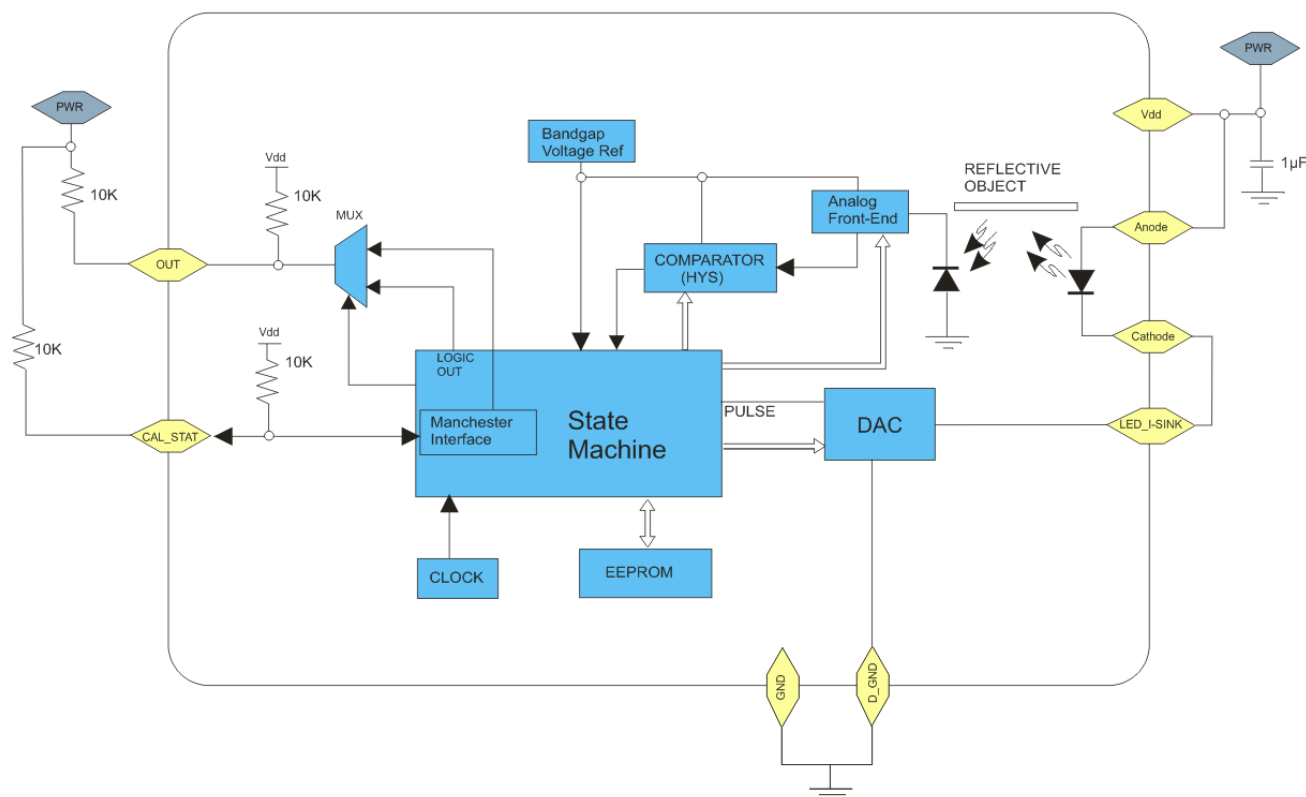 PWR
PWR
Vdd
1µF
Bandgap
Voltage Ref
REFLECTIVE
OBJECT
Vdd
10K
10K
MUX
Analog
Front-End
Anode
OUT
COMPARATOR
(HYS)
Vdd
10K
10K
Cathode
LOGIC
OUT
PULSE
DAC
LED_I-SINK
CAL_STAT
Manchester
Interface
State
Machine
CLOCK
EEPROM
GND
D_GND